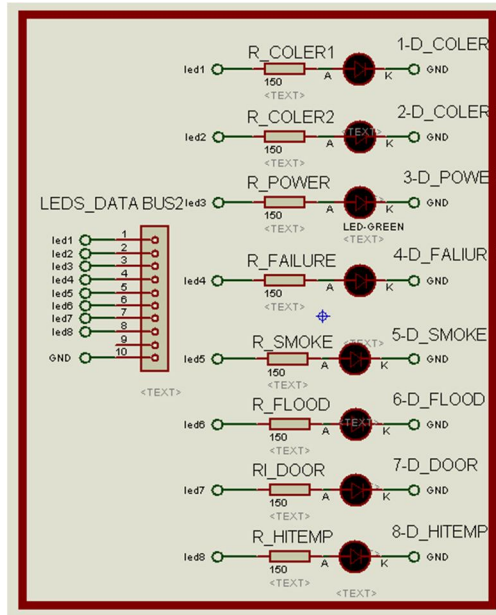 R_COLER1 1-D_COLER
led1 A K GND
150
<TEXT>
R_COLER2 2-D_COLER
led2 <TEXT> A K GND
150
<TEXT>
R_POWER 3-D_POWE
led3 A K GND
150 LED-GREEN
<TEXT> <TEXT>
LEDS_DATA BUS2
led1 1
led2 2
led3 3
led4 4
led5 5
led6 6
led7 7
led8 8
9
GND 10
<TEXT>
R_FAILURE 4-D_FALIUR
led4 A K GND
150
<TEXT>
R_SMOKE <TEXT> 5-D_SMOKE
led5 A K GND
150
<TEXT>
R_FLOOD 6-D_FLOOD
led6 <TEXT> A K GND
150
<TEXT>
RI_DOOR 7-D_DOOR
led7 A K GND
150
<TEXT>
R_HITEMP 8-D_HITEMP
led8 A K GND
150
<TEXT> <TEXT>